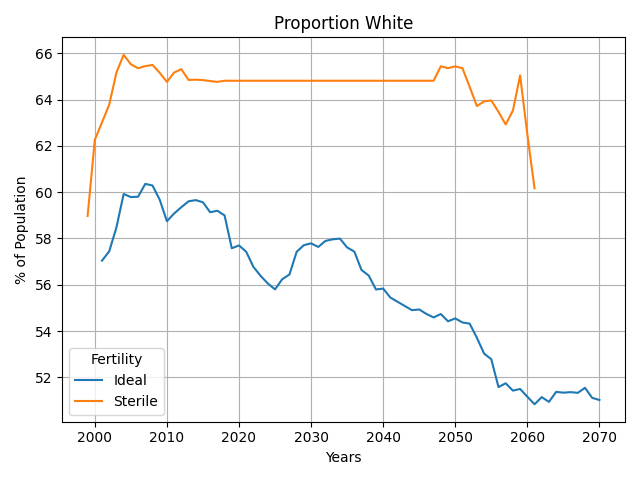 Proportion White
% of Population
66
64
62
60
58
56
54
52
Fertility
Ideal
Sterile
2000 2010 2020 2030 2040 2050 2060 2070
Years